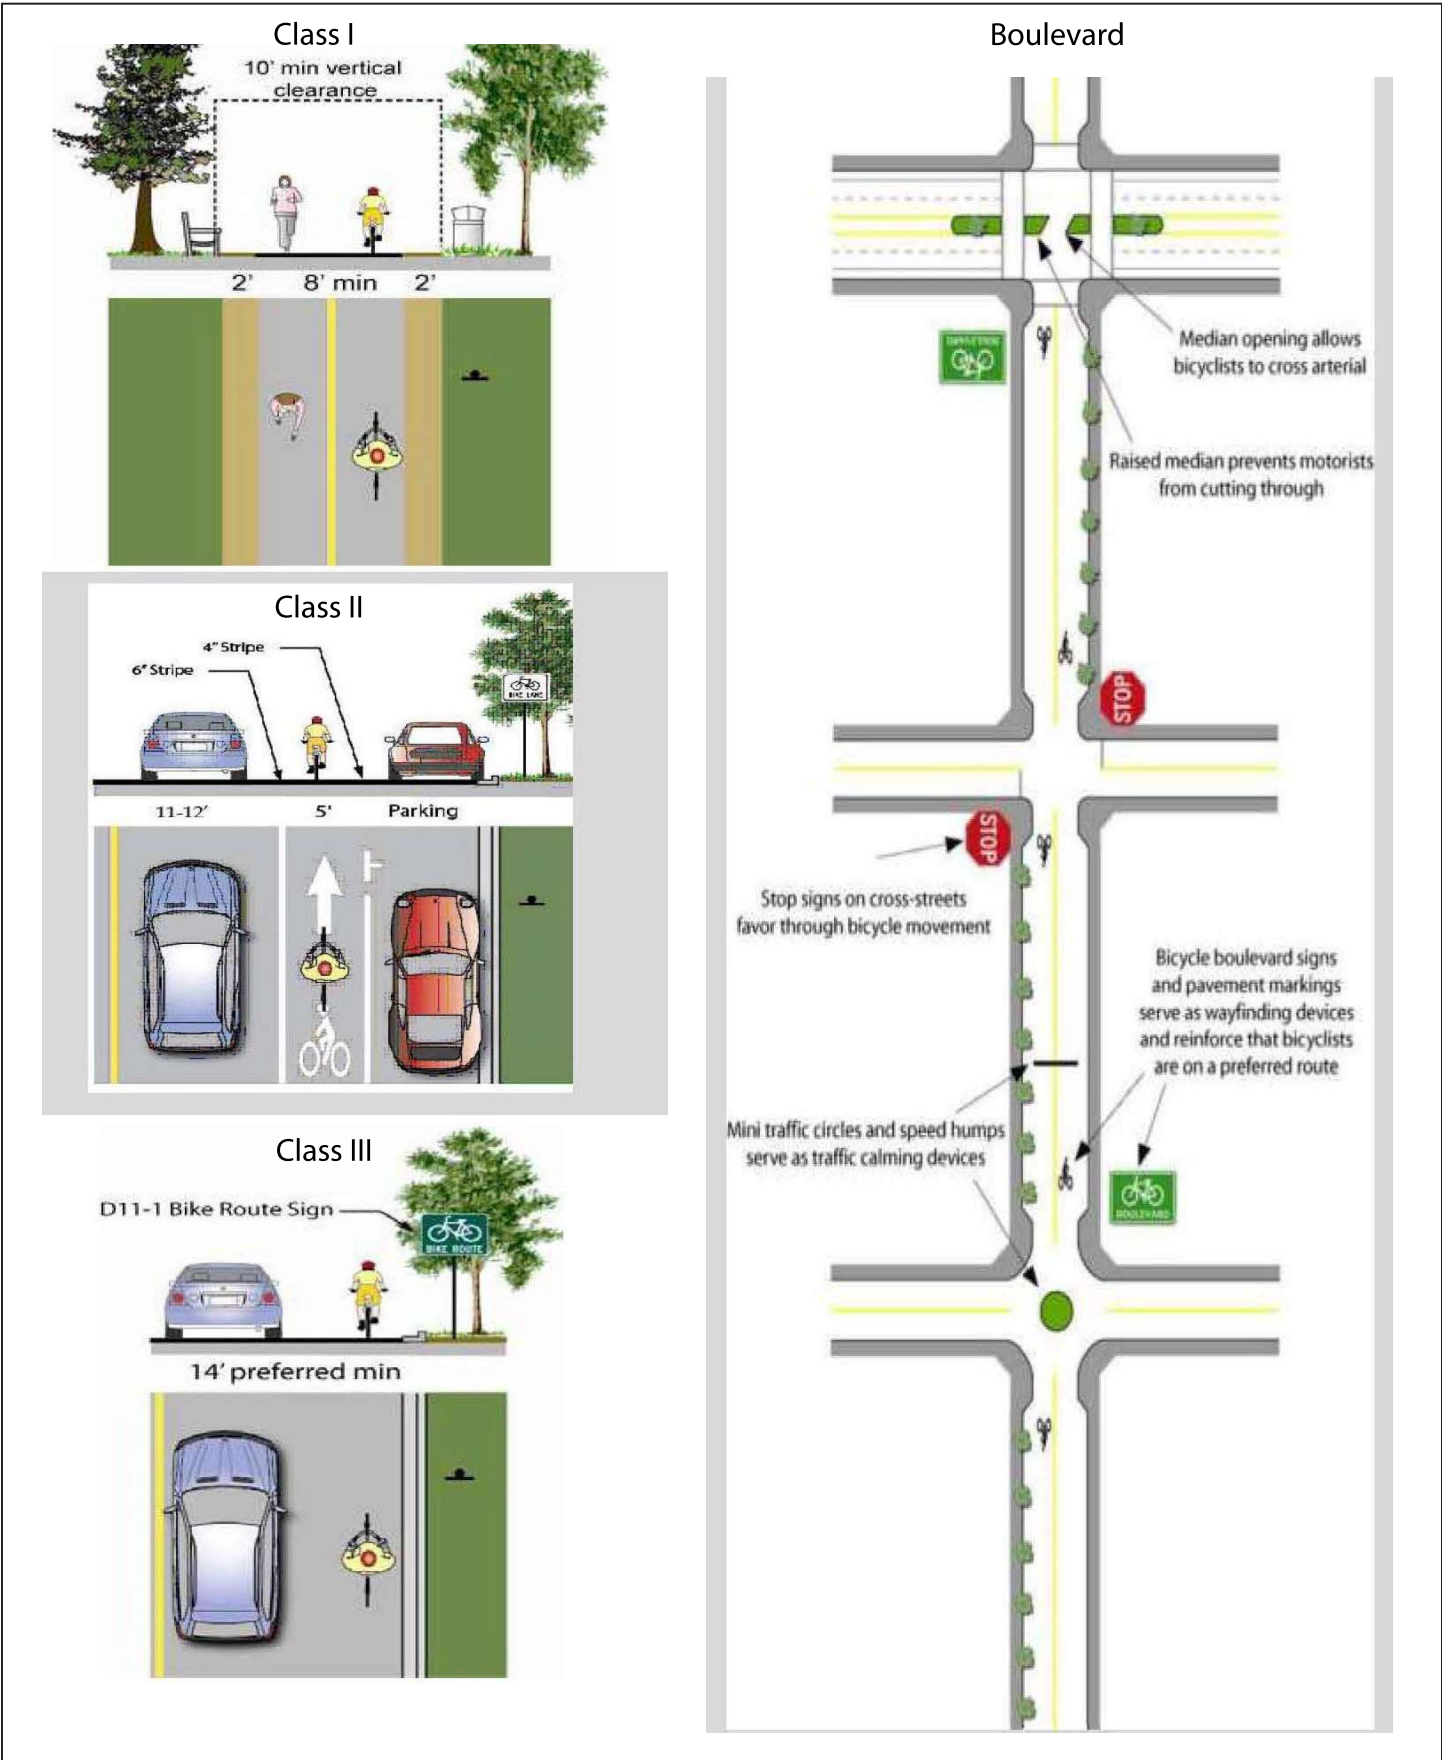 Class I
10' min vertical
clearance
2' 8' min 2'
Class II
4" Stripe
6" Stripe
BIKE LANE
11-12' 5' Parking
Class III
D11-1 Bike Route Sign
BIKE ROUTE
14' preferred min
Boulevard
Median opening allows
bicyclists to cross arterial
Raised median prevents motorists
from cutting through
STOP
STOP
Stop signs on cross-streets
favor through bicycle movement
Bicycle boulevard signs
and pavement markings
serve as wayfinding devices
and reinforce that bicyclists
are on a preferred route
Mini traffic circles and speed humps
serve as traffic calming devices
BOULEVARD